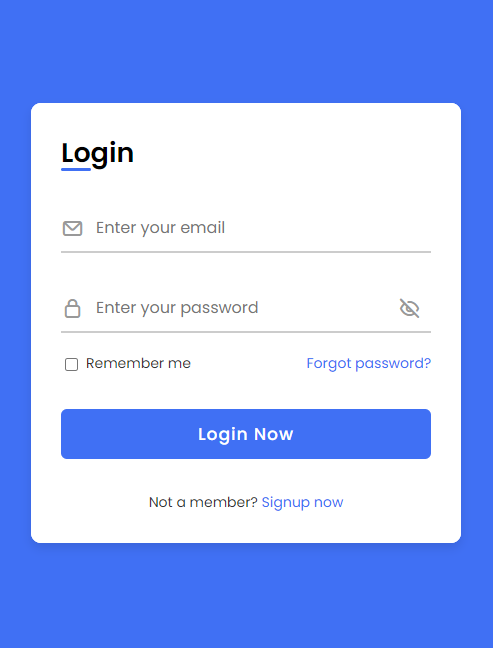 Login
Enter your email
Enter your password
Remember me Forgot password?
Login Now
Not a member? Signup now